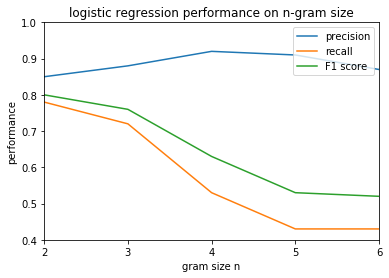 logistic regression performance on n-gram size
1.0
0.9
0.8
0.7
0.6
0.5
0.4
performance
precision
recall
F1 score
2
3
4
5
6
gram size n